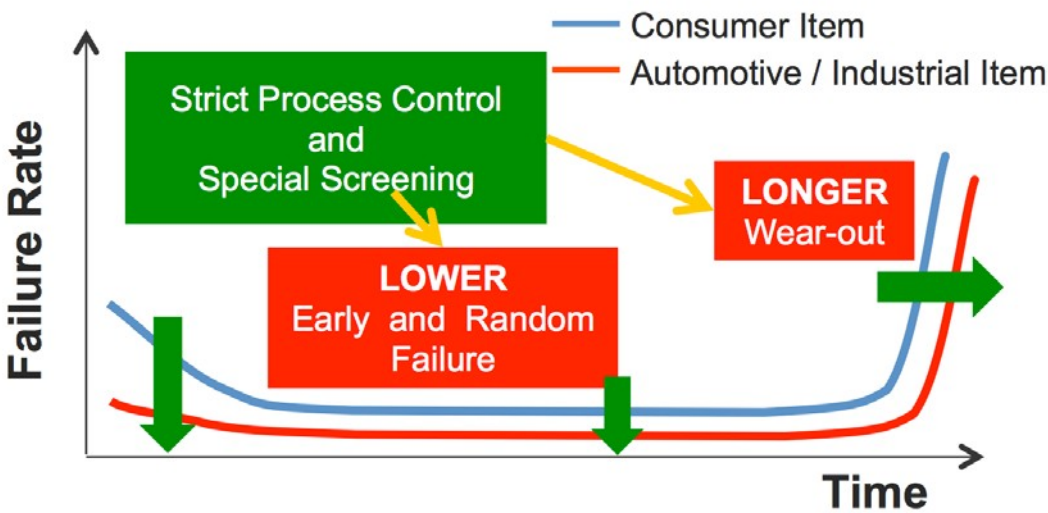 Consumer Item
Automotive / Industrial Item
Strict Process Control
and
Special Screening
LONGER
Wear-out
LOWER
Early and Random
Failure
Failure Rate
Time